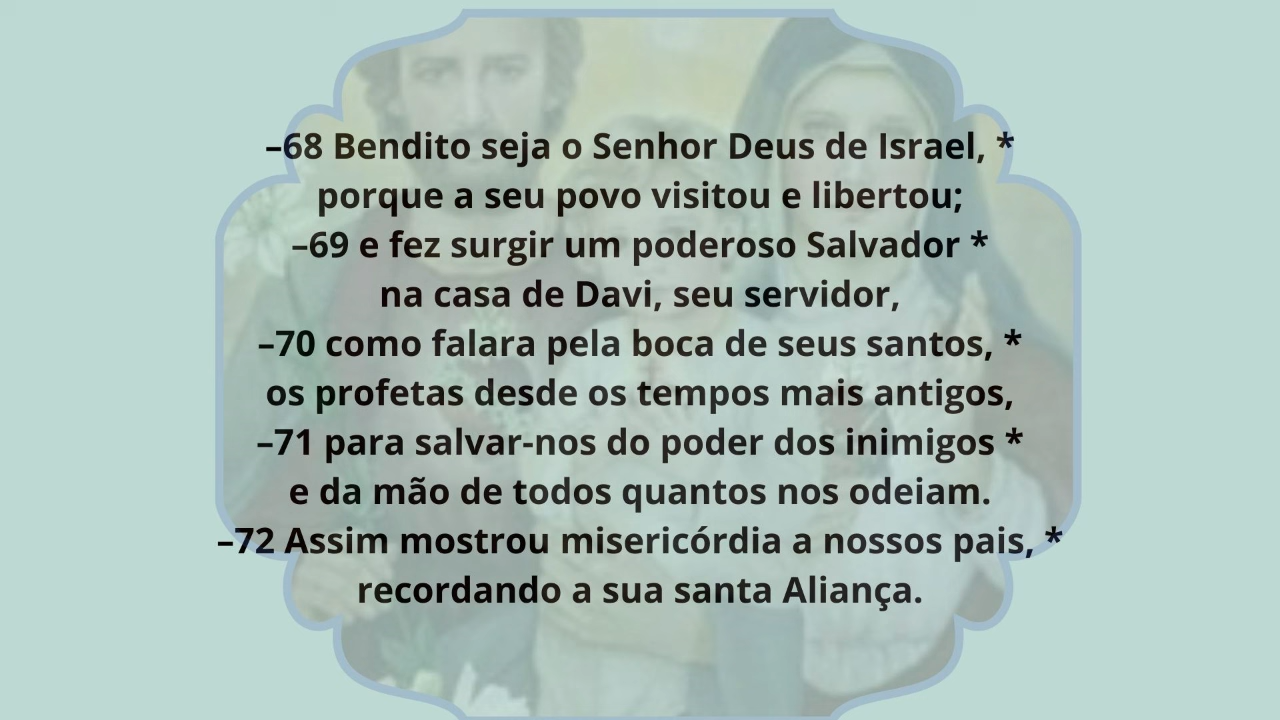 –68 Bendito seja o Senhor Deus de Israel, *
porque a seu povo visitou e libertou;
–69 e fez surgir um poderoso Salvador *
na casa de Davi, seu servidor,
–70 como falara pela boca de seus santos, *
os profetas desde os tempos mais antigos,
–71 para salvar-nos do poder dos inimigos *
e da mão de todos quantos nos odeiam.
–72 Assim mostrou misericórdia a nossos pais, *
recordando a sua santa Aliança.